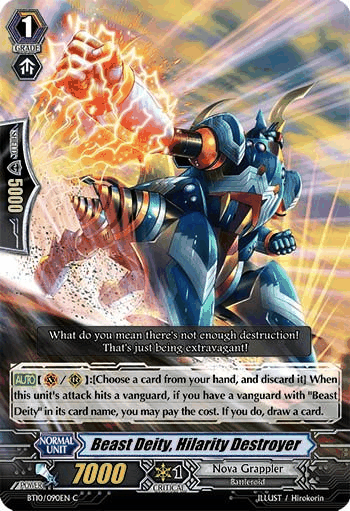 1
GRADE
SHIELD
5000
What do you mean there's not enough destruction!
That's just being extravagant!
AUTO [ / ]:[Choose a card from your hand, and discard it] When
this unit's attack hits a vanguard, if you have a vanguard with "Beast
Deity" in its card name, you may pay the cost. If you do, draw a card.
NORMAL
UNIT
Beast Deity, Hilarity Destroyer
POWER
7000
1
CRITICAL
Nova Grappler
Battleroid
BT10/090EN C
ILLUST / Hirokorin